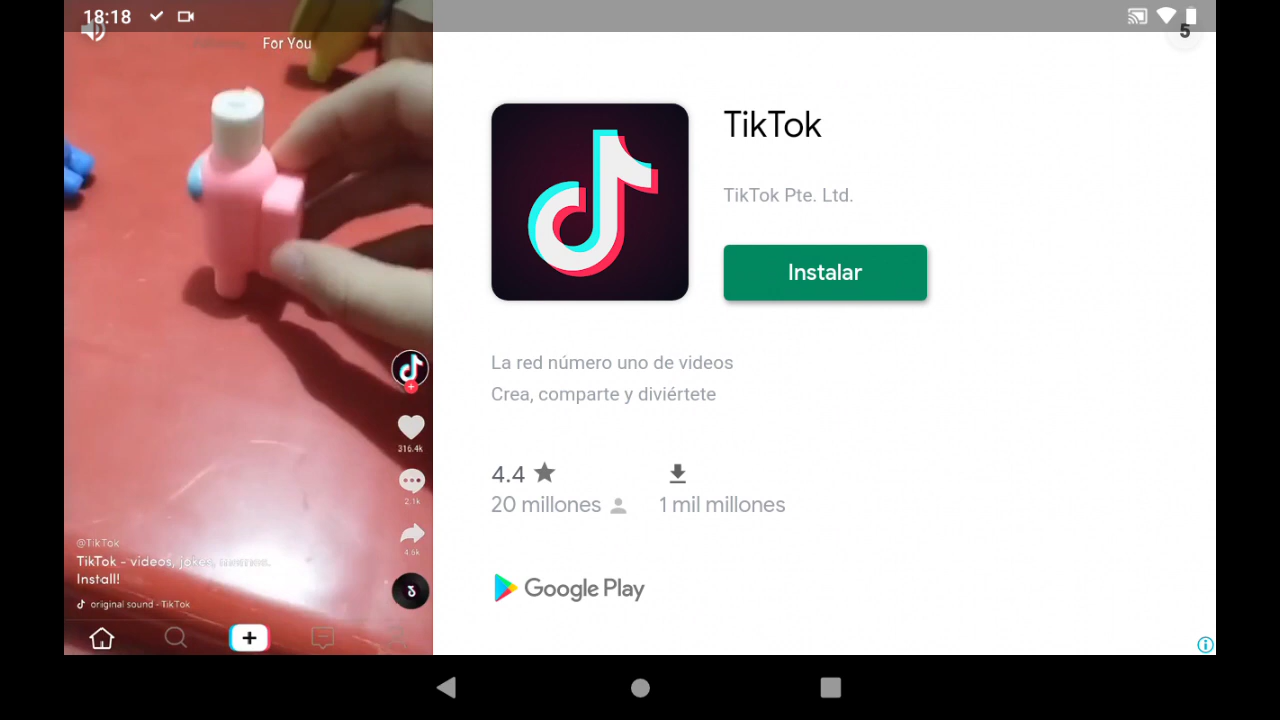 18:18
5
For You
TikTok
TikTok Pte. Ltd.
Instalar
La red número uno de videos
Crea, comparte y diviértete
4.4
20 millones
1 mil millones
Google Play
316.4k
2.1k
4.6k
@TikTok
TikTok - videos, jokes, memes.
Install!
original sound - TikTok